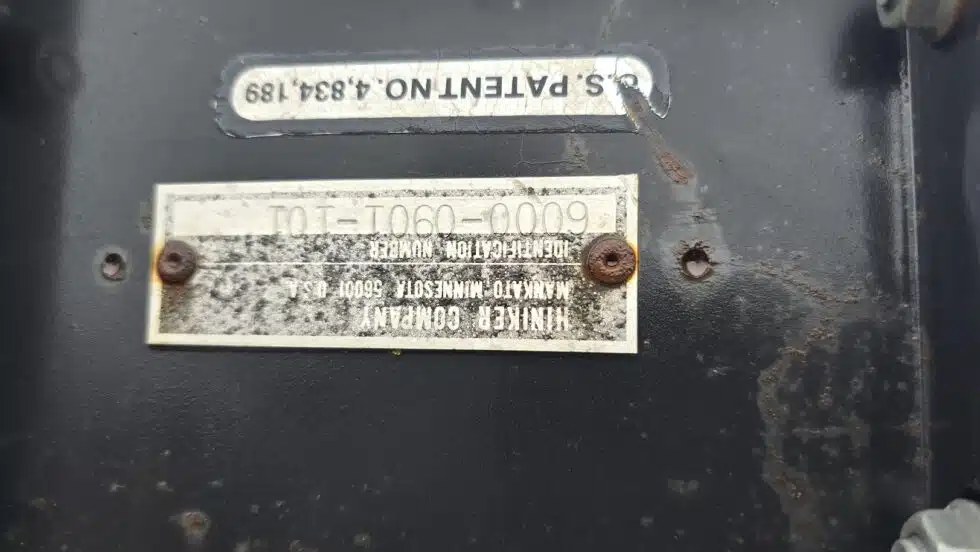 HINIKER COMPANY
MANKATO, MINNESOTA 56001 U.S.A.
IDENTIFICATION NUMBER
6000-0901-101
U.S. PATENT NO. 4,834,189